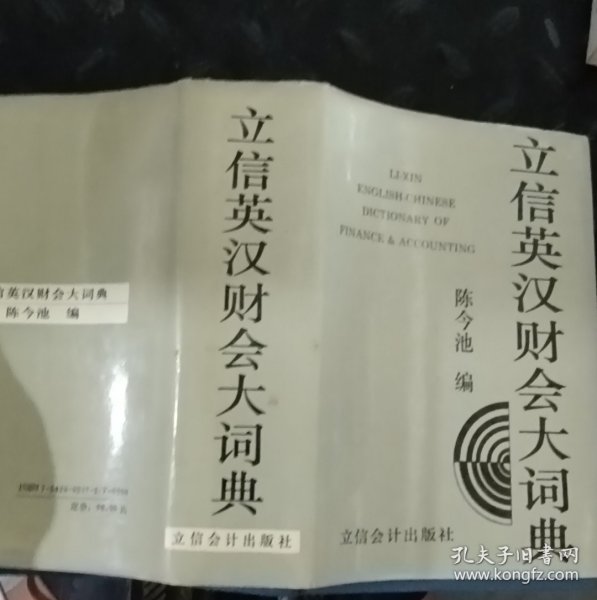 信英汉财会大词典
陈今池 编
立信英汉财会大词典
立信会计出版社
LI-XIN
ENGLISH-CHINESE
DICTIONARY OF
FINANCE & ACCOUNTING
陈今池 编
立信英汉财会大词典
立信会计出版社
孔夫子旧书网
www.kongfz.com